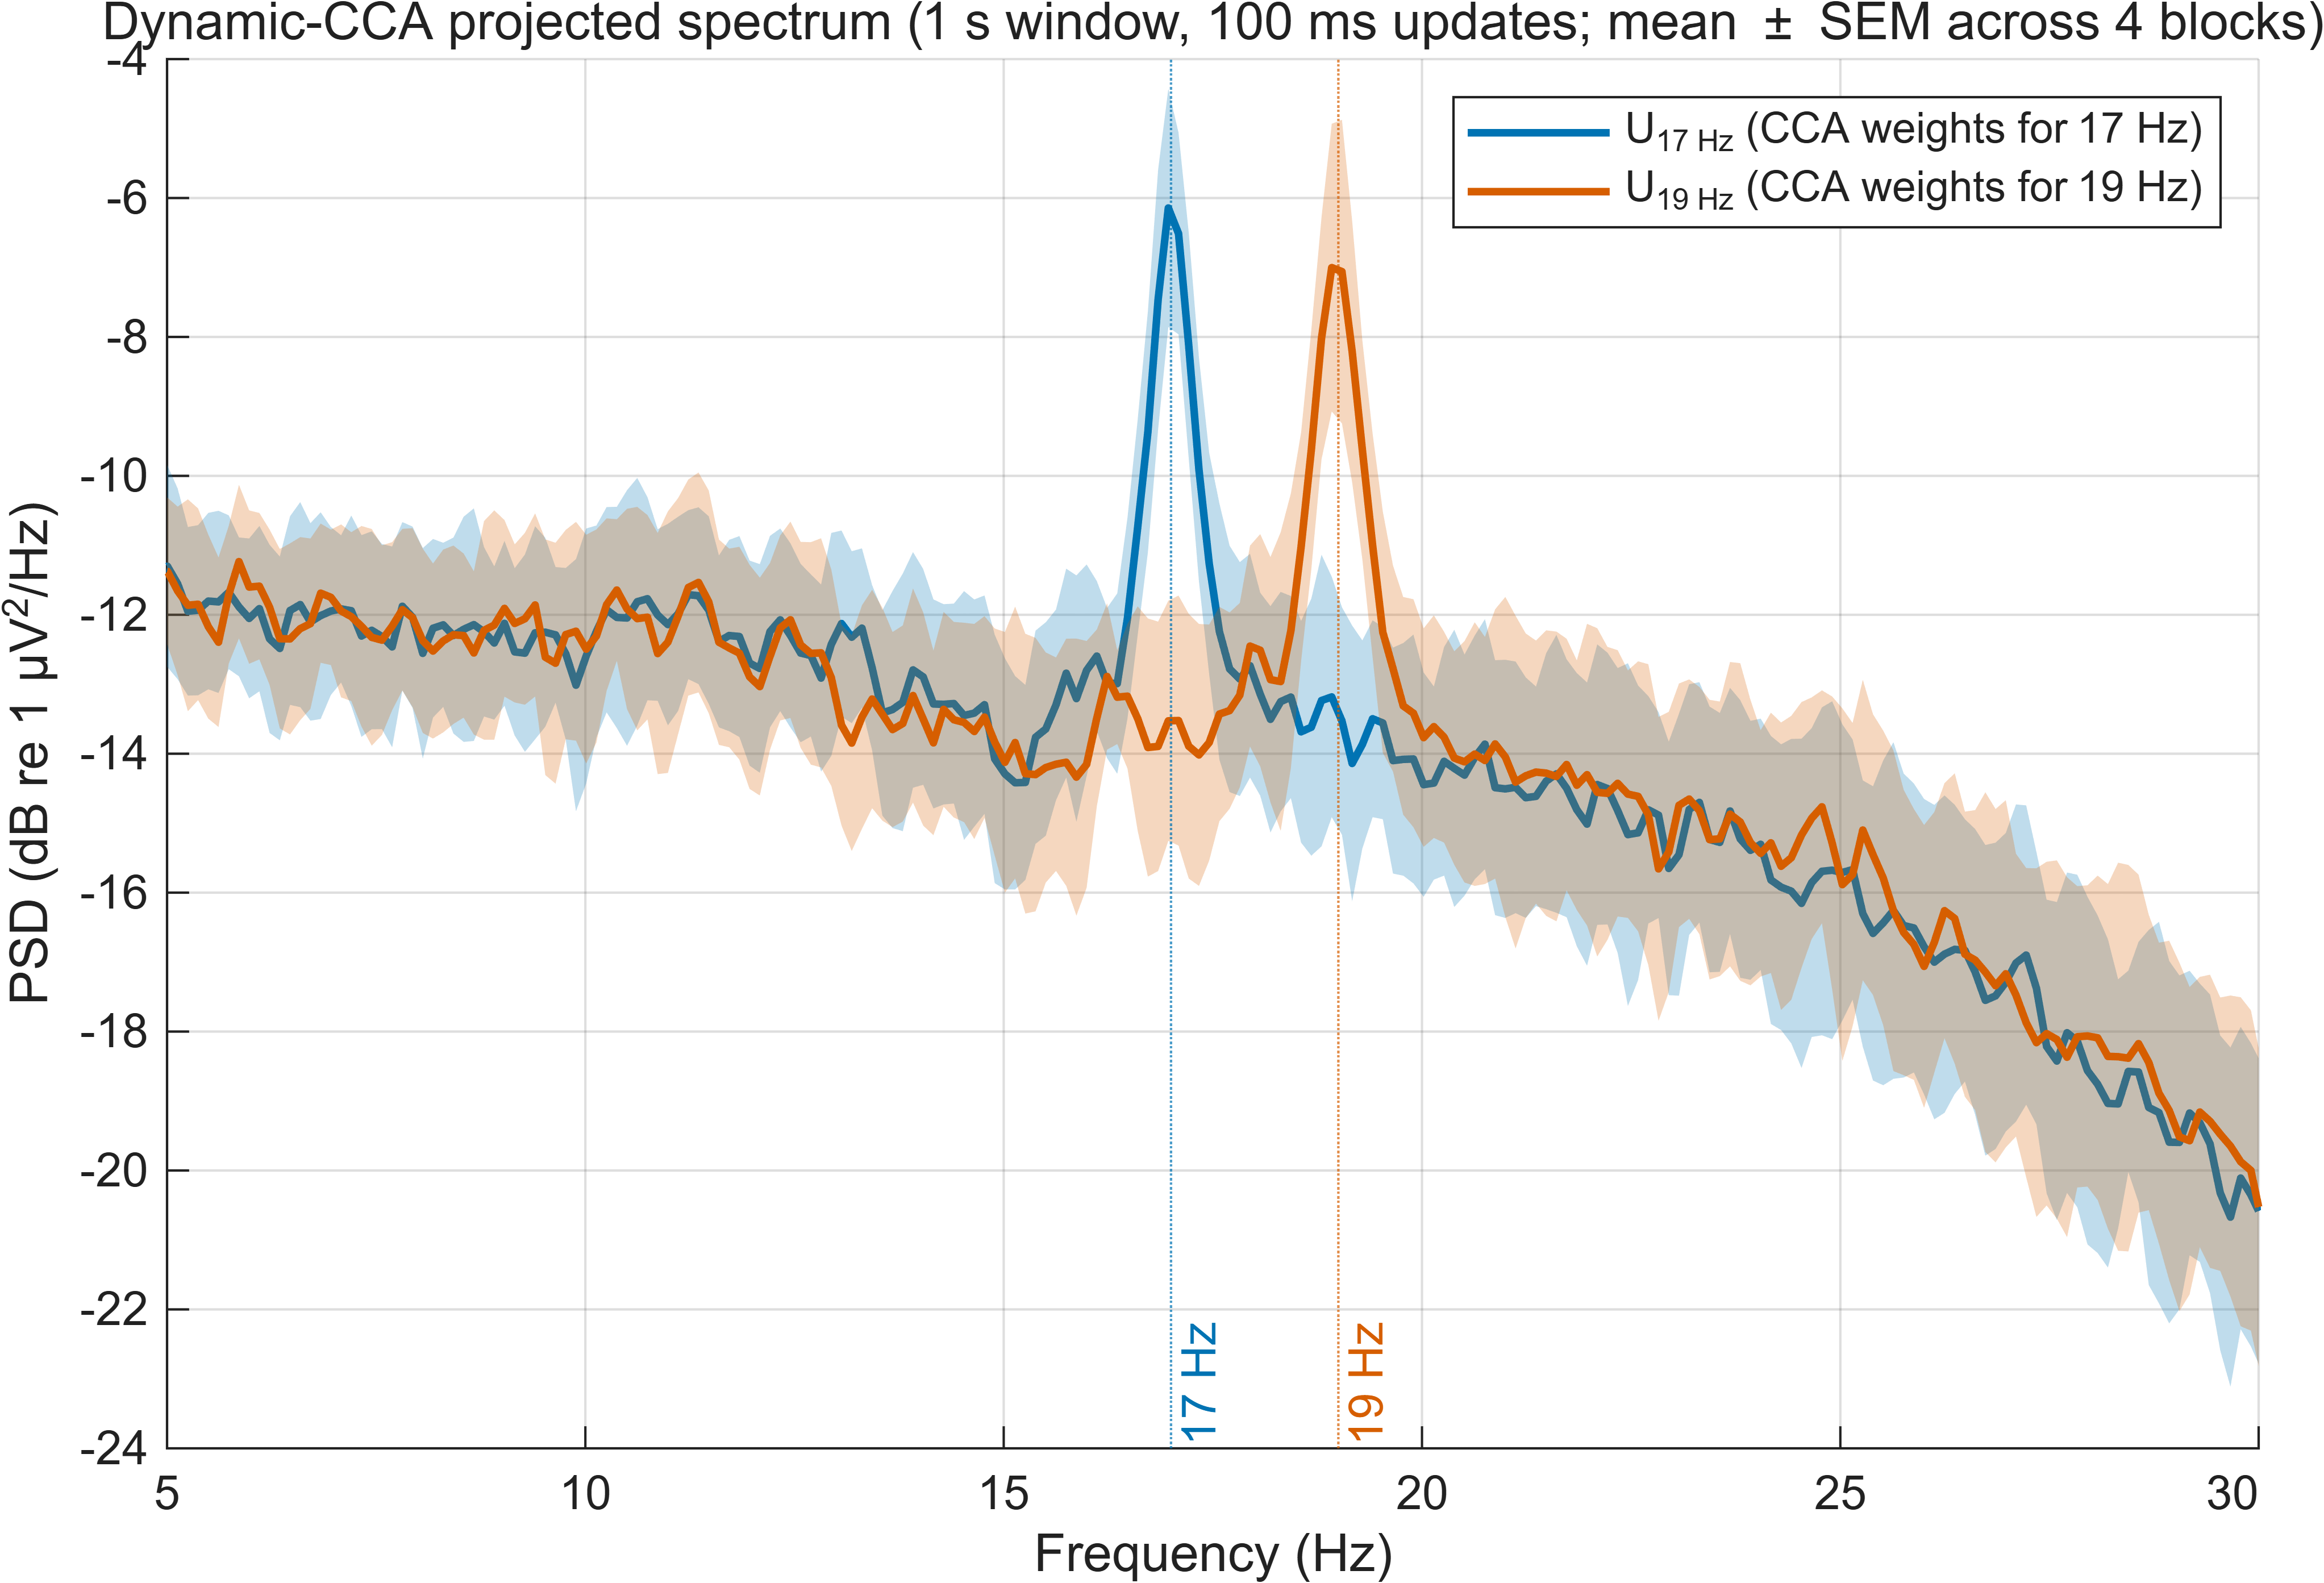 Dynamic-CCA projected spectrum (1 s window, 100 ms updates; mean ± SEM across 4 blocks)
U17 Hz (CCA weights for 17 Hz)
U19 Hz (CCA weights for 19 Hz)
PSD (dB re 1 µV²/Hz)
-4
-6
-8
-10
-12
-14
-16
-18
-20
-22
-24
17 Hz
19 Hz
5 10 15 20 25 30
Frequency (Hz)